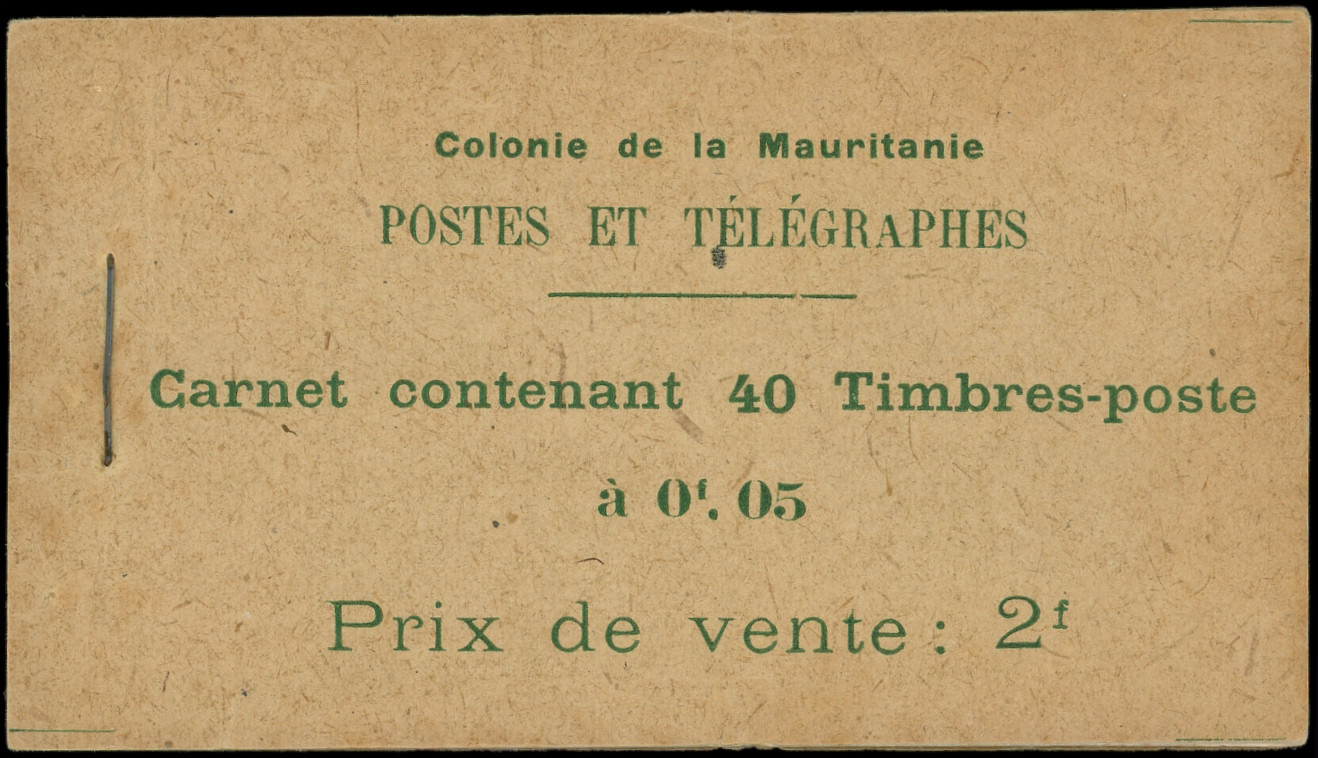 Colonie de la Mauritanie
POSTES ET TÉLÉGRAPHES
Carnet contenant 40 Timbres-poste
à 0f. 05
Prix de vente : 2f